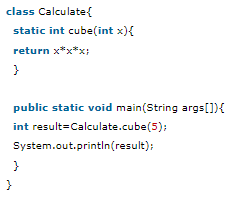 class Calculate{
static int cube(int x){
return x*x*x;
}
public static void main(String args[]){
int result=Calculate.cube(5);
System.out.println(result);
}
}